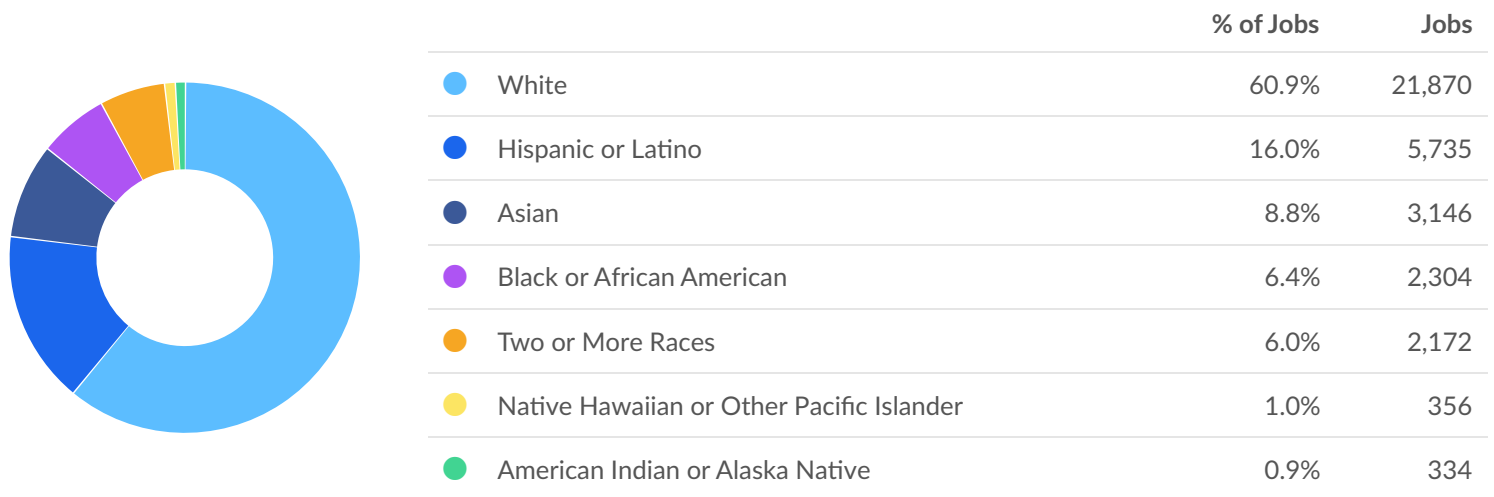 % of Jobs Jobs
White 60.9% 21,870
Hispanic or Latino 16.0% 5,735
Asian 8.8% 3,146
Black or African American 6.4% 2,304
Two or More Races 6.0% 2,172
Native Hawaiian or Other Pacific Islander 1.0% 356
American Indian or Alaska Native 0.9% 334